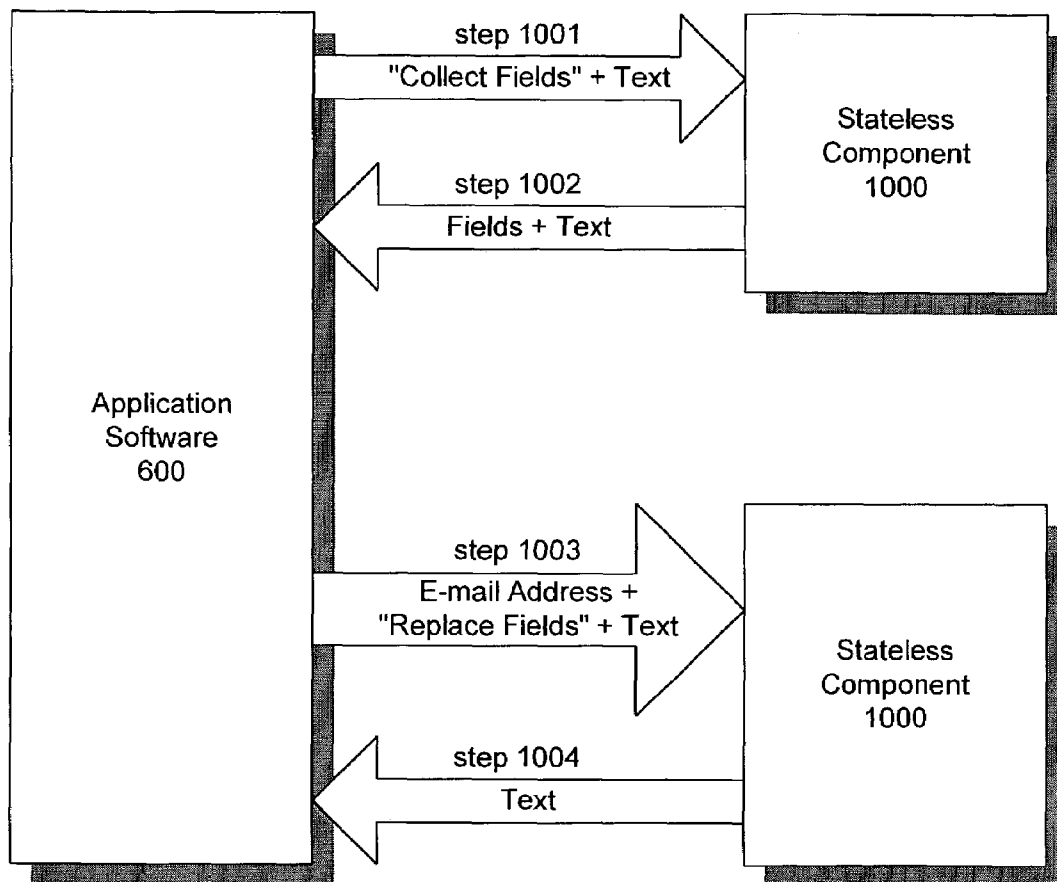 step 1001
"Collect Fields" + Text
Stateless
Component
1000
step 1002
Fields + Text
Application
Software
600
step 1003
E-mail Address +
"Replace Fields" + Text
Stateless
Component
1000
step 1004
Text